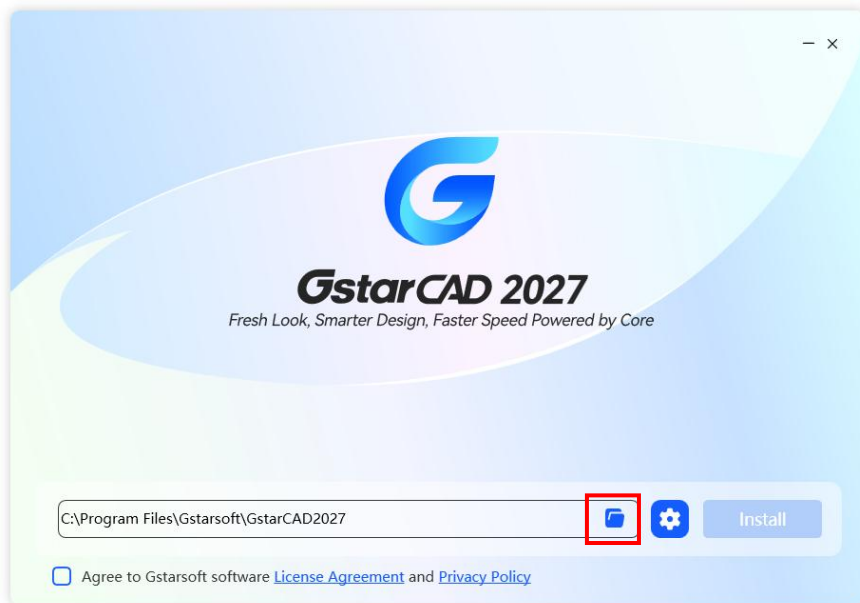 GstarCAD 2027
Fresh Look, Smarter Design, Faster Speed Powered by Core
C:\Program Files\Gstarsoft\GstarCAD2027
Install
Agree to Gstarsoft software License Agreement and Privacy Policy